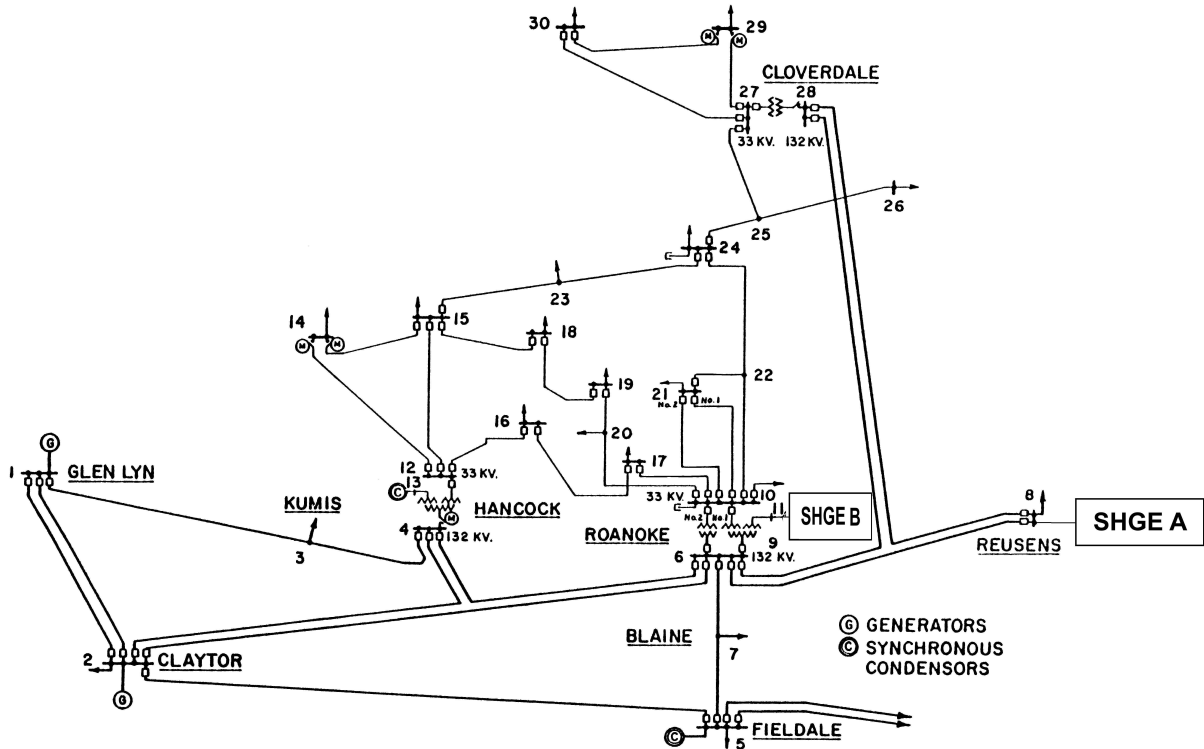 30
29
M
M
CLOVERDALE
27
28
33 KV.
132 KV.
26
25
24
23
14
15
M
M
18
22
19
21
No. 2
No. 1
16
20
G
17
1
GLEN LYN
12
33 KV.
13
C
HANCOCK
33 KV.
10
KUMIS
M
No. 2
No. 1
11
SHGE B
8
SHGE A
4
132 KV.
ROANOKE
9
REUSENS
3
6
132 KV.
G GENERATORS
BLAINE
7
C SYNCHRONOUS
CONDENSORS
2
CLAYTOR
G
C
5
FIELDALE